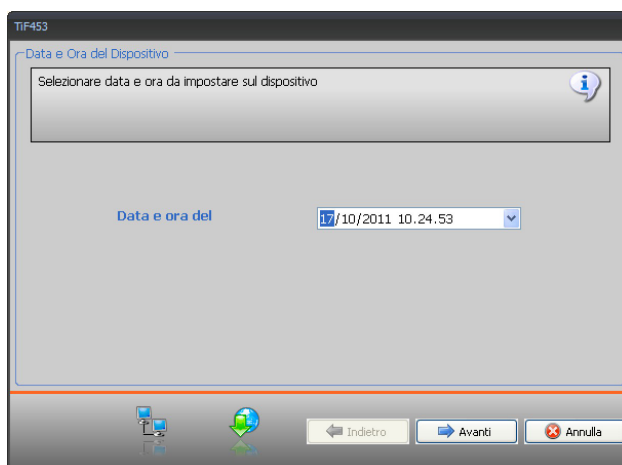 TiF453
Data e Ora del Dispositivo
Selezionare data e ora da impostare sul dispositivo
Data e ora del
17/10/2011 10.24.53
Indietro
Avanti
Annulla